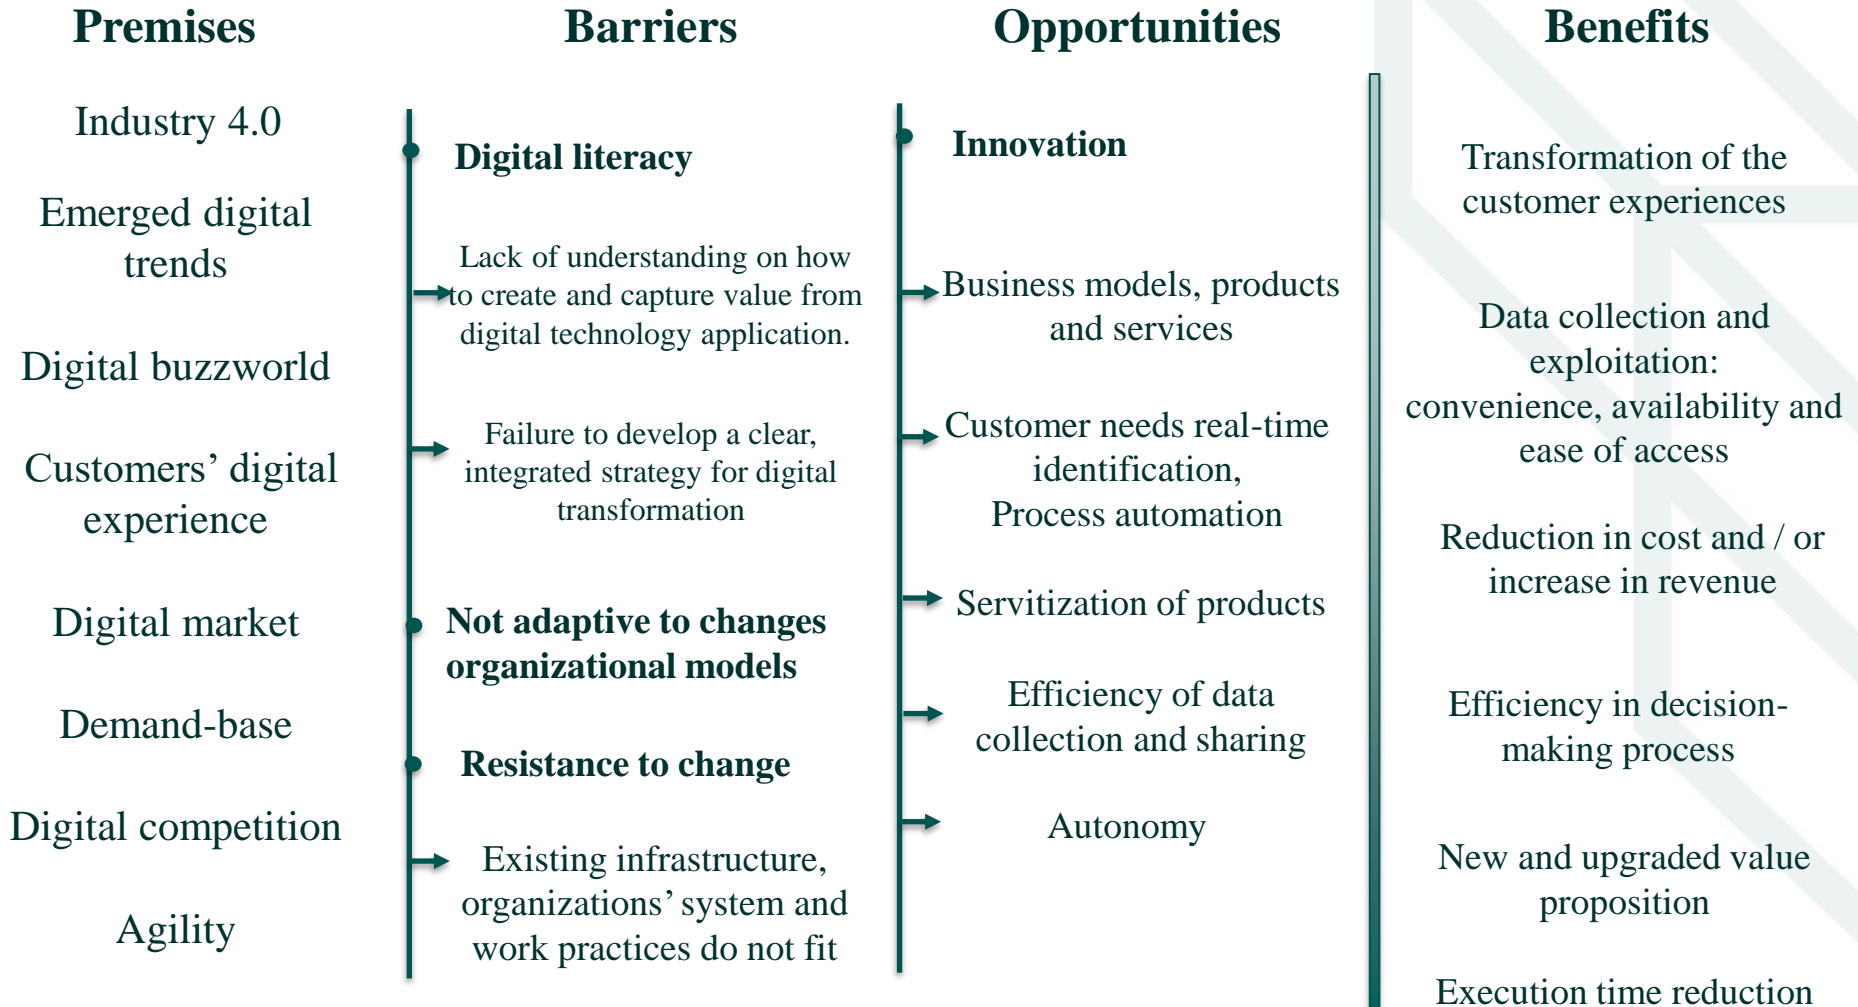 Premises
Industry 4.0
Emerged digital
trends
Digital buzzworld
Customers’ digital
experience
Digital market
Demand-base
Digital competition
Agility
Barriers
Digital literacy
Lack of understanding on how
to create and capture value from
digital technology application.
Failure to develop a clear,
integrated strategy for digital
transformation
Not adaptive to changes
organizational models
Resistance to change
Existing infrastructure,
organizations’ system and
work practices do not fit
Opportunities
Innovation
Business models, products
and services
Customer needs real-time
identification,
Process automation
Servitization of products
Efficiency of data
collection and sharing
Autonomy
Benefits
Transformation of the
customer experiences
Data collection and
exploitation:
convenience, availability and
ease of access
Reduction in cost and / or
increase in revenue
Efficiency in decision-
making process
New and upgraded value
proposition
Execution time reduction